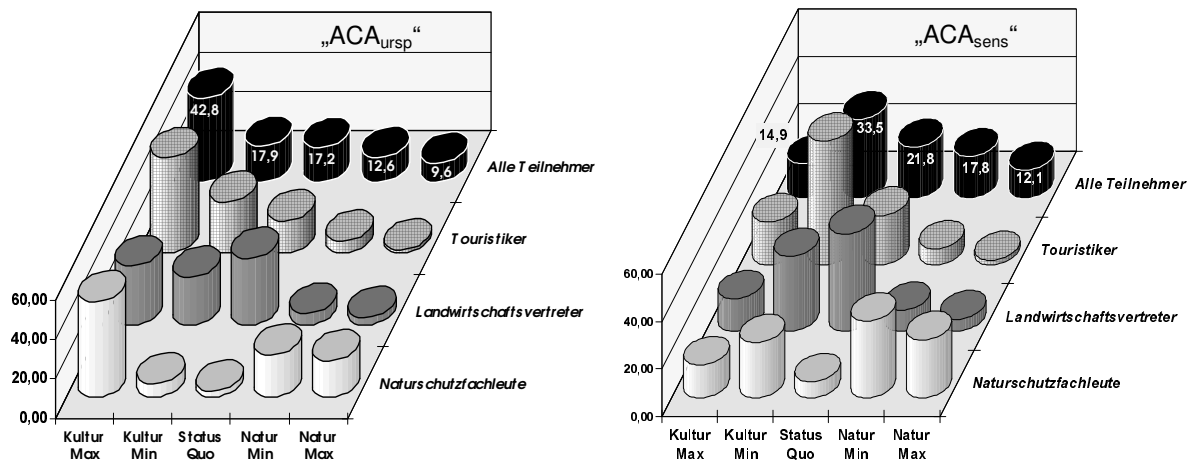 „ACAursp“
42,8
17,9
17,2
12,6
9,6
Alle Teilnehmer
Touristiker
Landwirtschaftsvertreter
Naturschutzfachleute
60,00
40,00
20,00
0,00
Kultur Max
Kultur Min
Status Quo
Natur Min
Natur Max
„ACAsens“
14,9
33,5
21,8
17,8
12,1
Alle Teilnehmer
Touristiker
Landwirtschaftsvertreter
Naturschutzfachleute
60,00
40,00
20,00
0,00
Kultur Max
Kultur Min
Status Quo
Natur Min
Natur Max